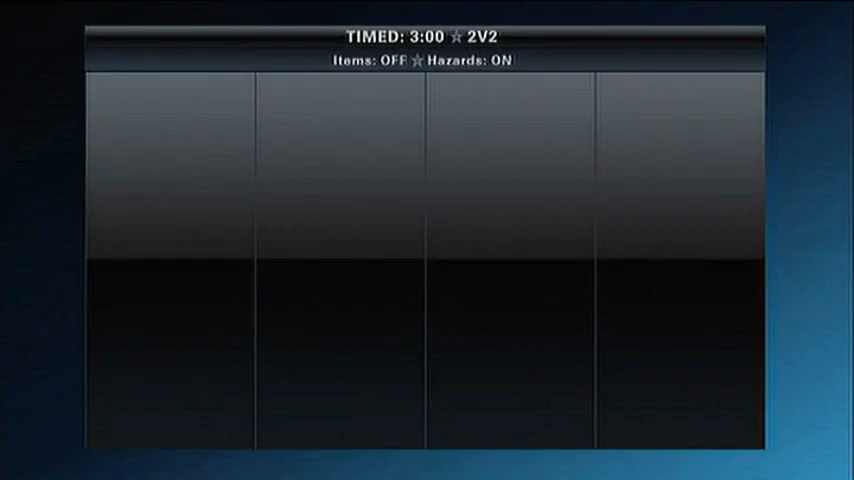 TIMED: 3:00 ☆ 2V2
Items: OFF ☆ Hazards: ON